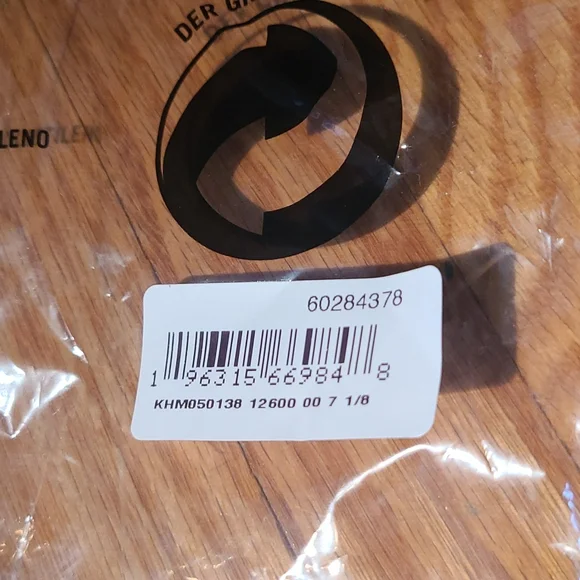 DER G
LENO
60284378
1 96315 66984 8
KHM050138 12600 00 7 1/8